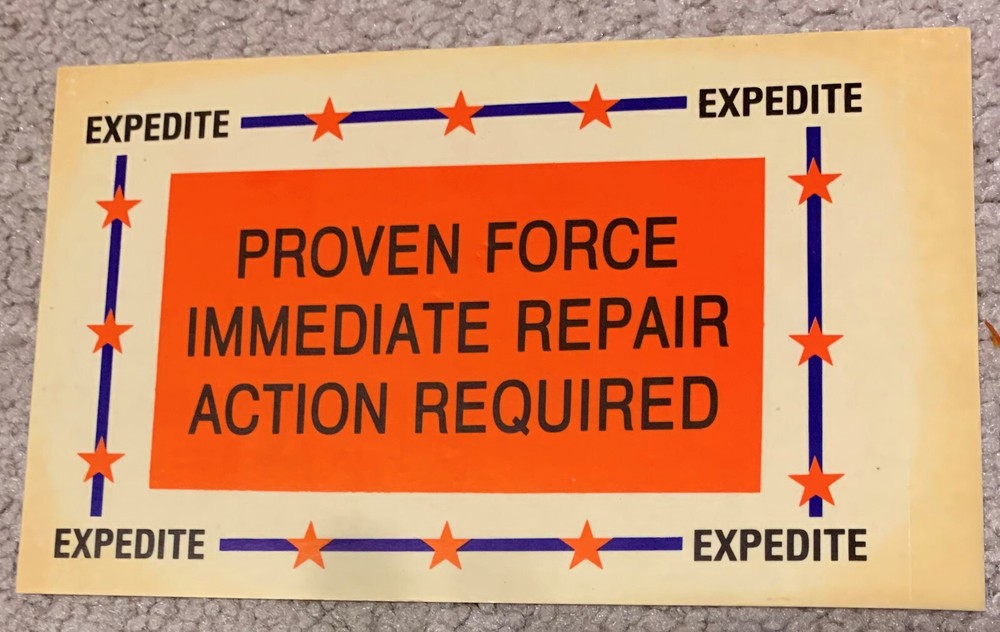 EXPEDITE
EXPEDITE
PROVEN FORCE
IMMEDIATE REPAIR
ACTION REQUIRED
EXPEDITE
EXPEDITE